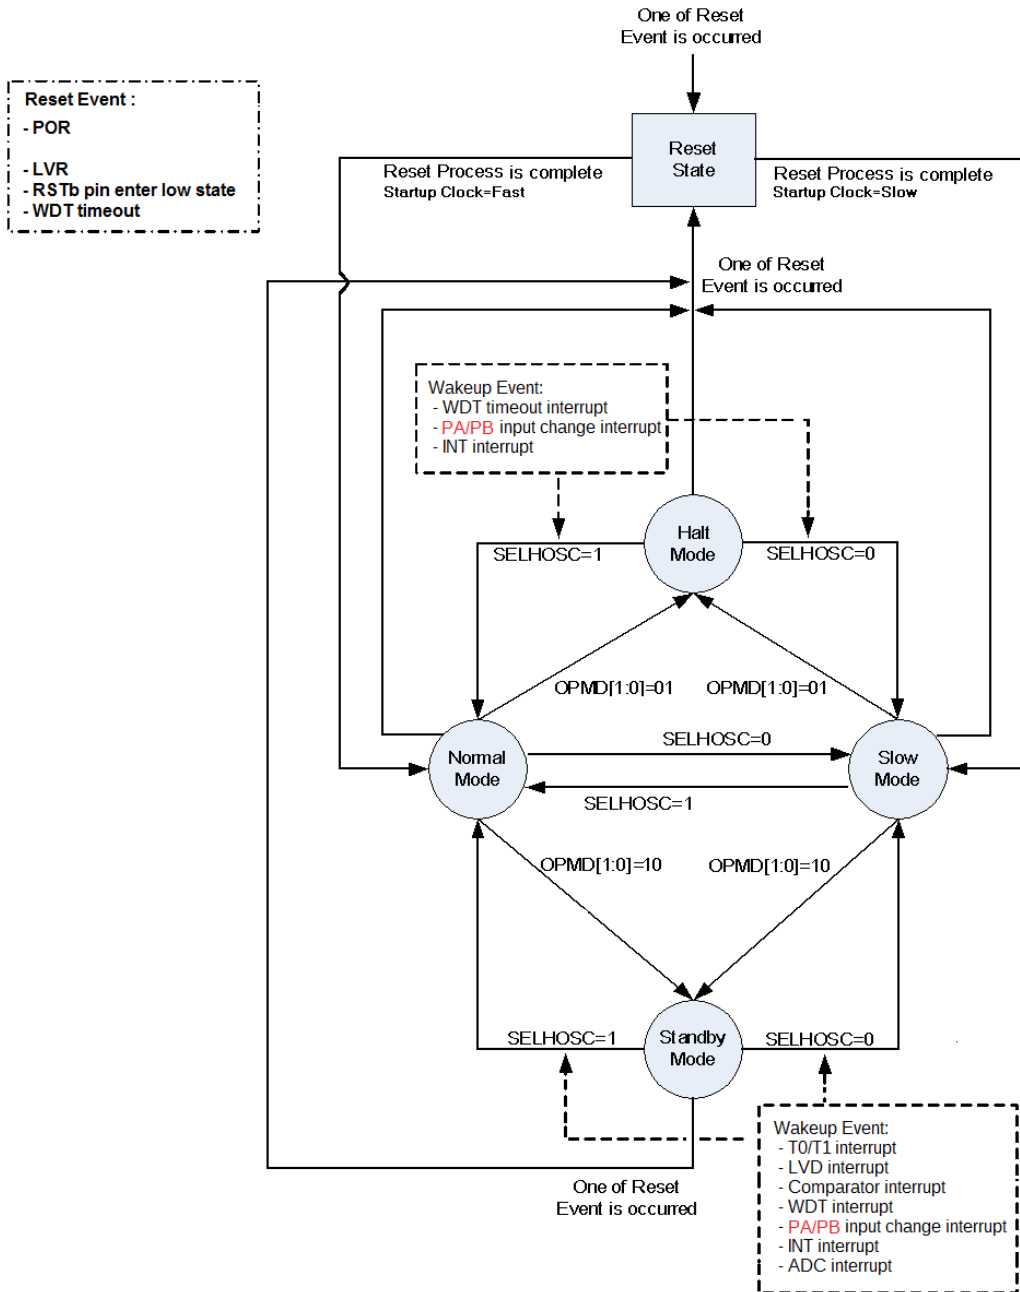 One of Reset
Event is occurred
Reset Event :
- POR
- LVR
- RSTb pin enter low state
- WDT timeout
Reset
State
Reset Process is complete
Startup Clock=Fast
Reset Process is complete
Startup Clock=Slow
One of Reset
Event is occurred
Wakeup Event:
- WDT timeout interrupt
- PA/PB input change interrupt
- INT interrupt
Halt
Mode
SELHOSC=1
SELHOSC=0
OPMD[1:0]=01
OPMD[1:0]=01
SELHOSC=0
Normal
Mode
Slow
Mode
SELHOSC=1
OPMD[1:0]=10
OPMD[1:0]=10
SELHOSC=1
Standby
Mode
SELHOSC=0
Wakeup Event:
- T0/T1 interrupt
- LVD interrupt
- Comparator interrupt
- WDT interrupt
- PA/PB input change interrupt
- INT interrupt
- ADC interrupt
One of Reset
Event is occurred